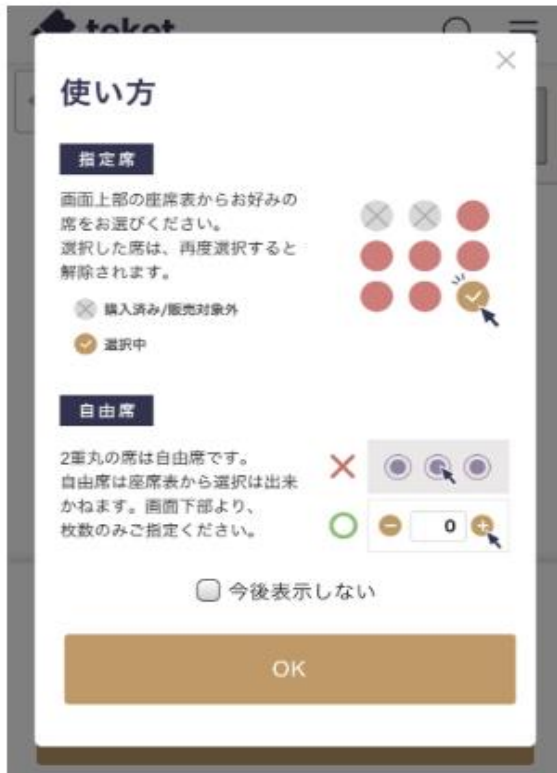 teket
使い方
指定席
画面上部の座席表からお好みの
席をお選びください。
選択した席は、再度選択すると
解除されます。
購入済み/販売対象外
選択中
自由席
2重丸の席は自由席です。
自由席は座席表から選択は出来
かねます。画面下部より、
枚数のみご指定ください。
0
今後表示しない
OK